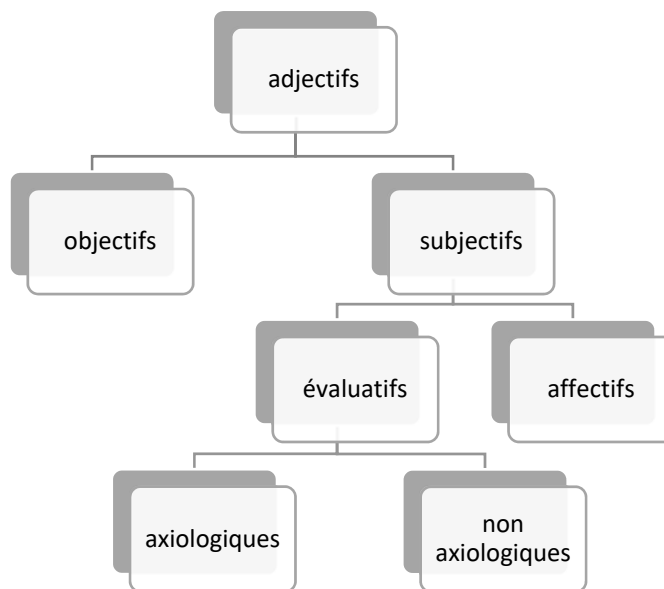 adjectifs
objectifs
subjectifs
évaluatifs
affectifs
axiologiques
non
axiologiques